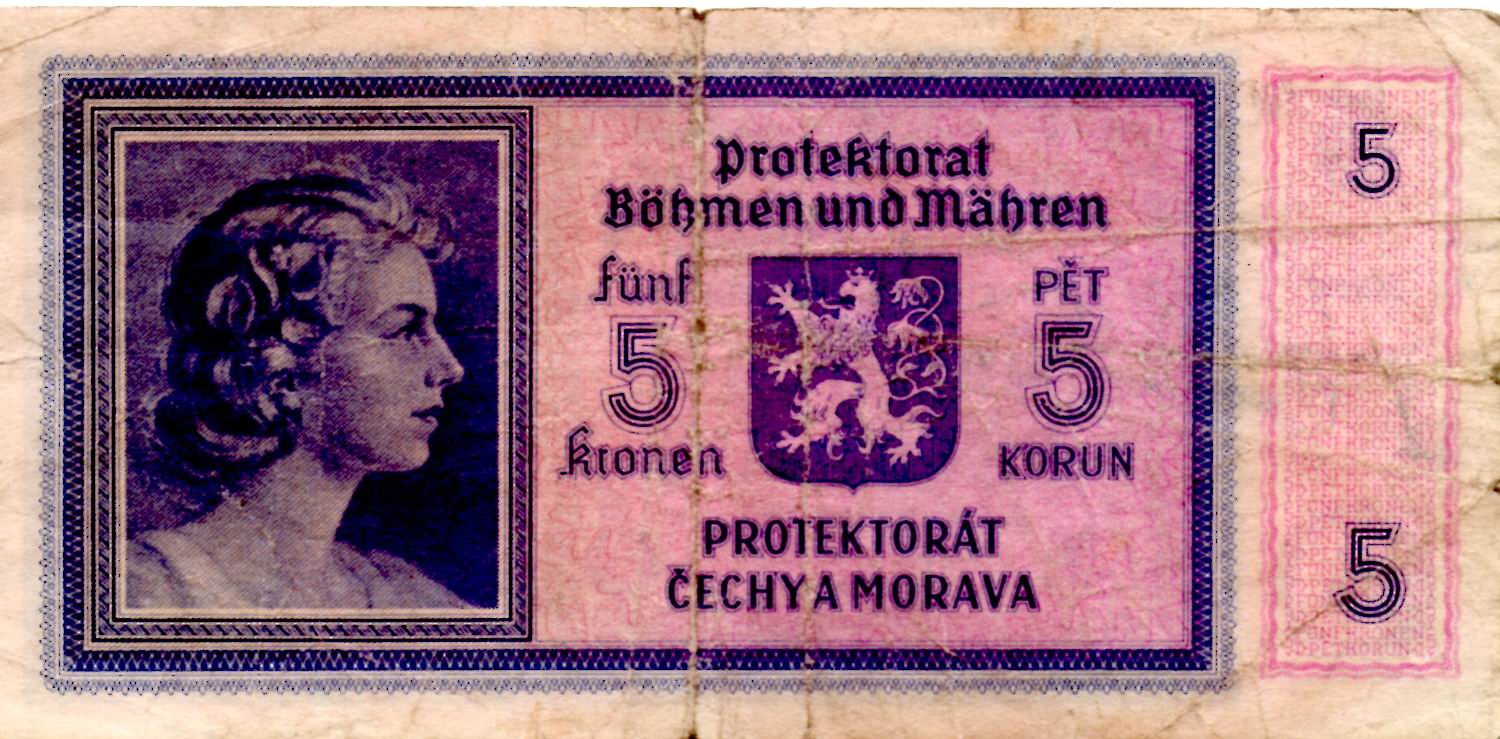 Protektorat
Böhmen und Mähren
fünf
5
Kronen
PĚT
5
KORUN
PROTEKTORÁT
ČECHY A MORAVA
5
5